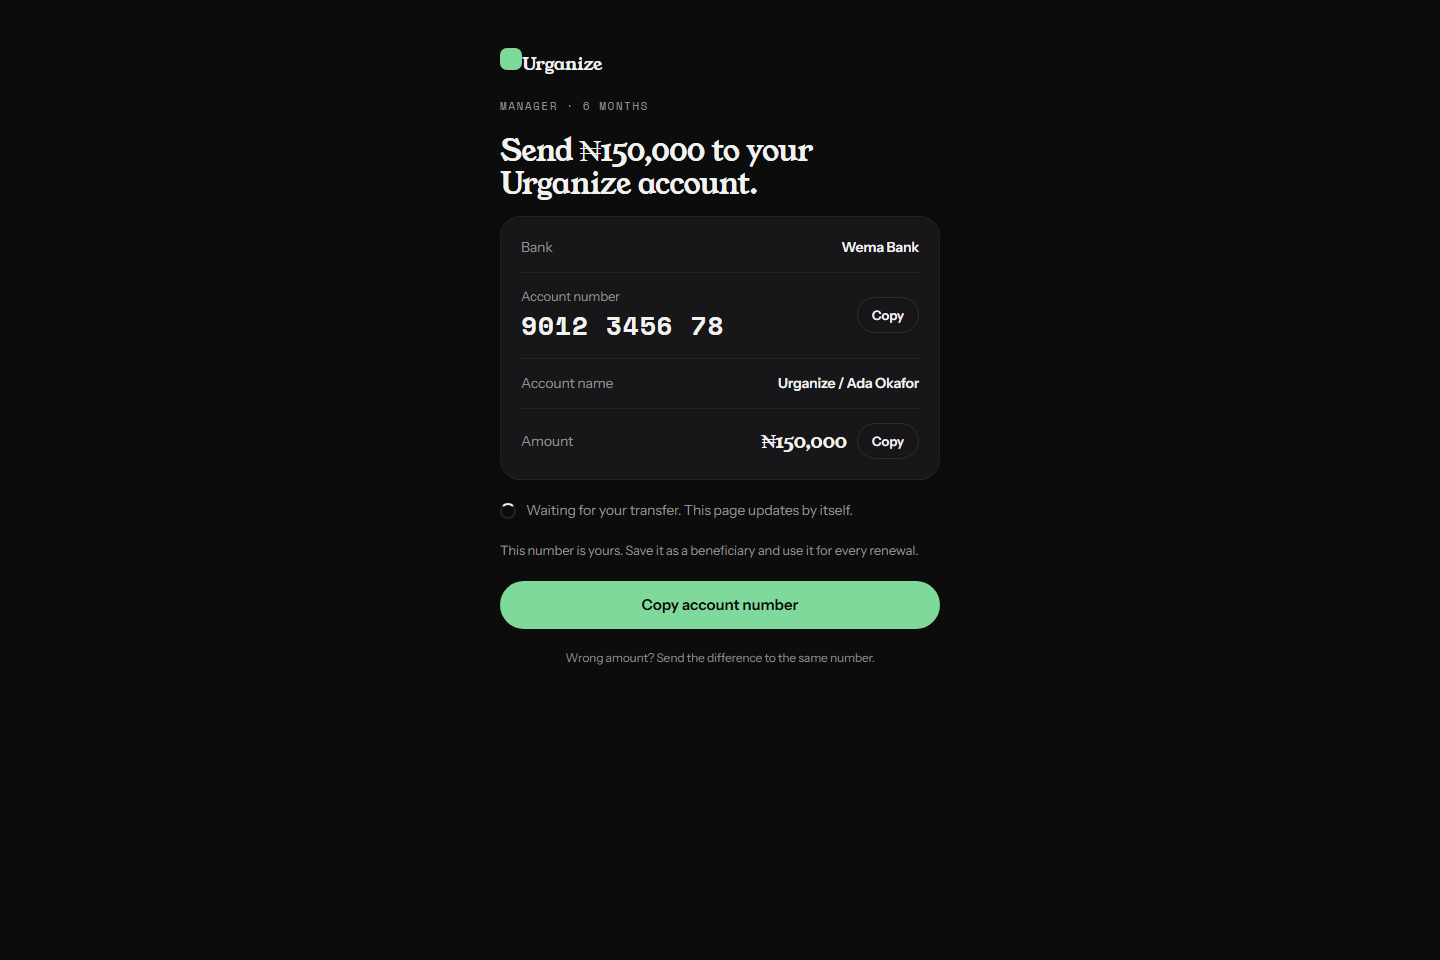 Urganize
MANAGER · 6 MONTHS
Send ₦150,000 to your
Urganize account.
Bank
Wema Bank
Account number
9012 3456 78
Copy
Account name
Urganize / Ada Okafor
Amount
₦150,000
Copy
Waiting for your transfer. This page updates by itself.
This number is yours. Save it as a beneficiary and use it for every renewal.
Copy account number
Wrong amount? Send the difference to the same number.